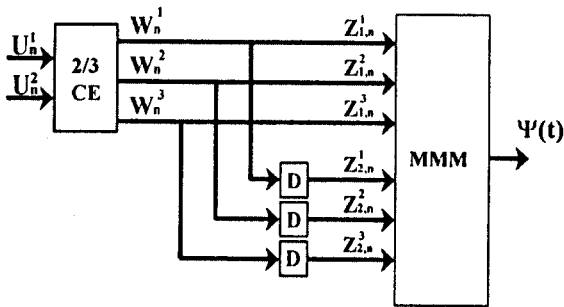 U_n^1
U_n^2
2/3
CE
W_n^1
W_n^2
W_n^3
Z_{1,n}^1
Z_{1,n}^2
Z_{1,n}^3
D
Z_{2,n}^1
D
Z_{2,n}^2
D
Z_{2,n}^3
MMM
Ψ(t)